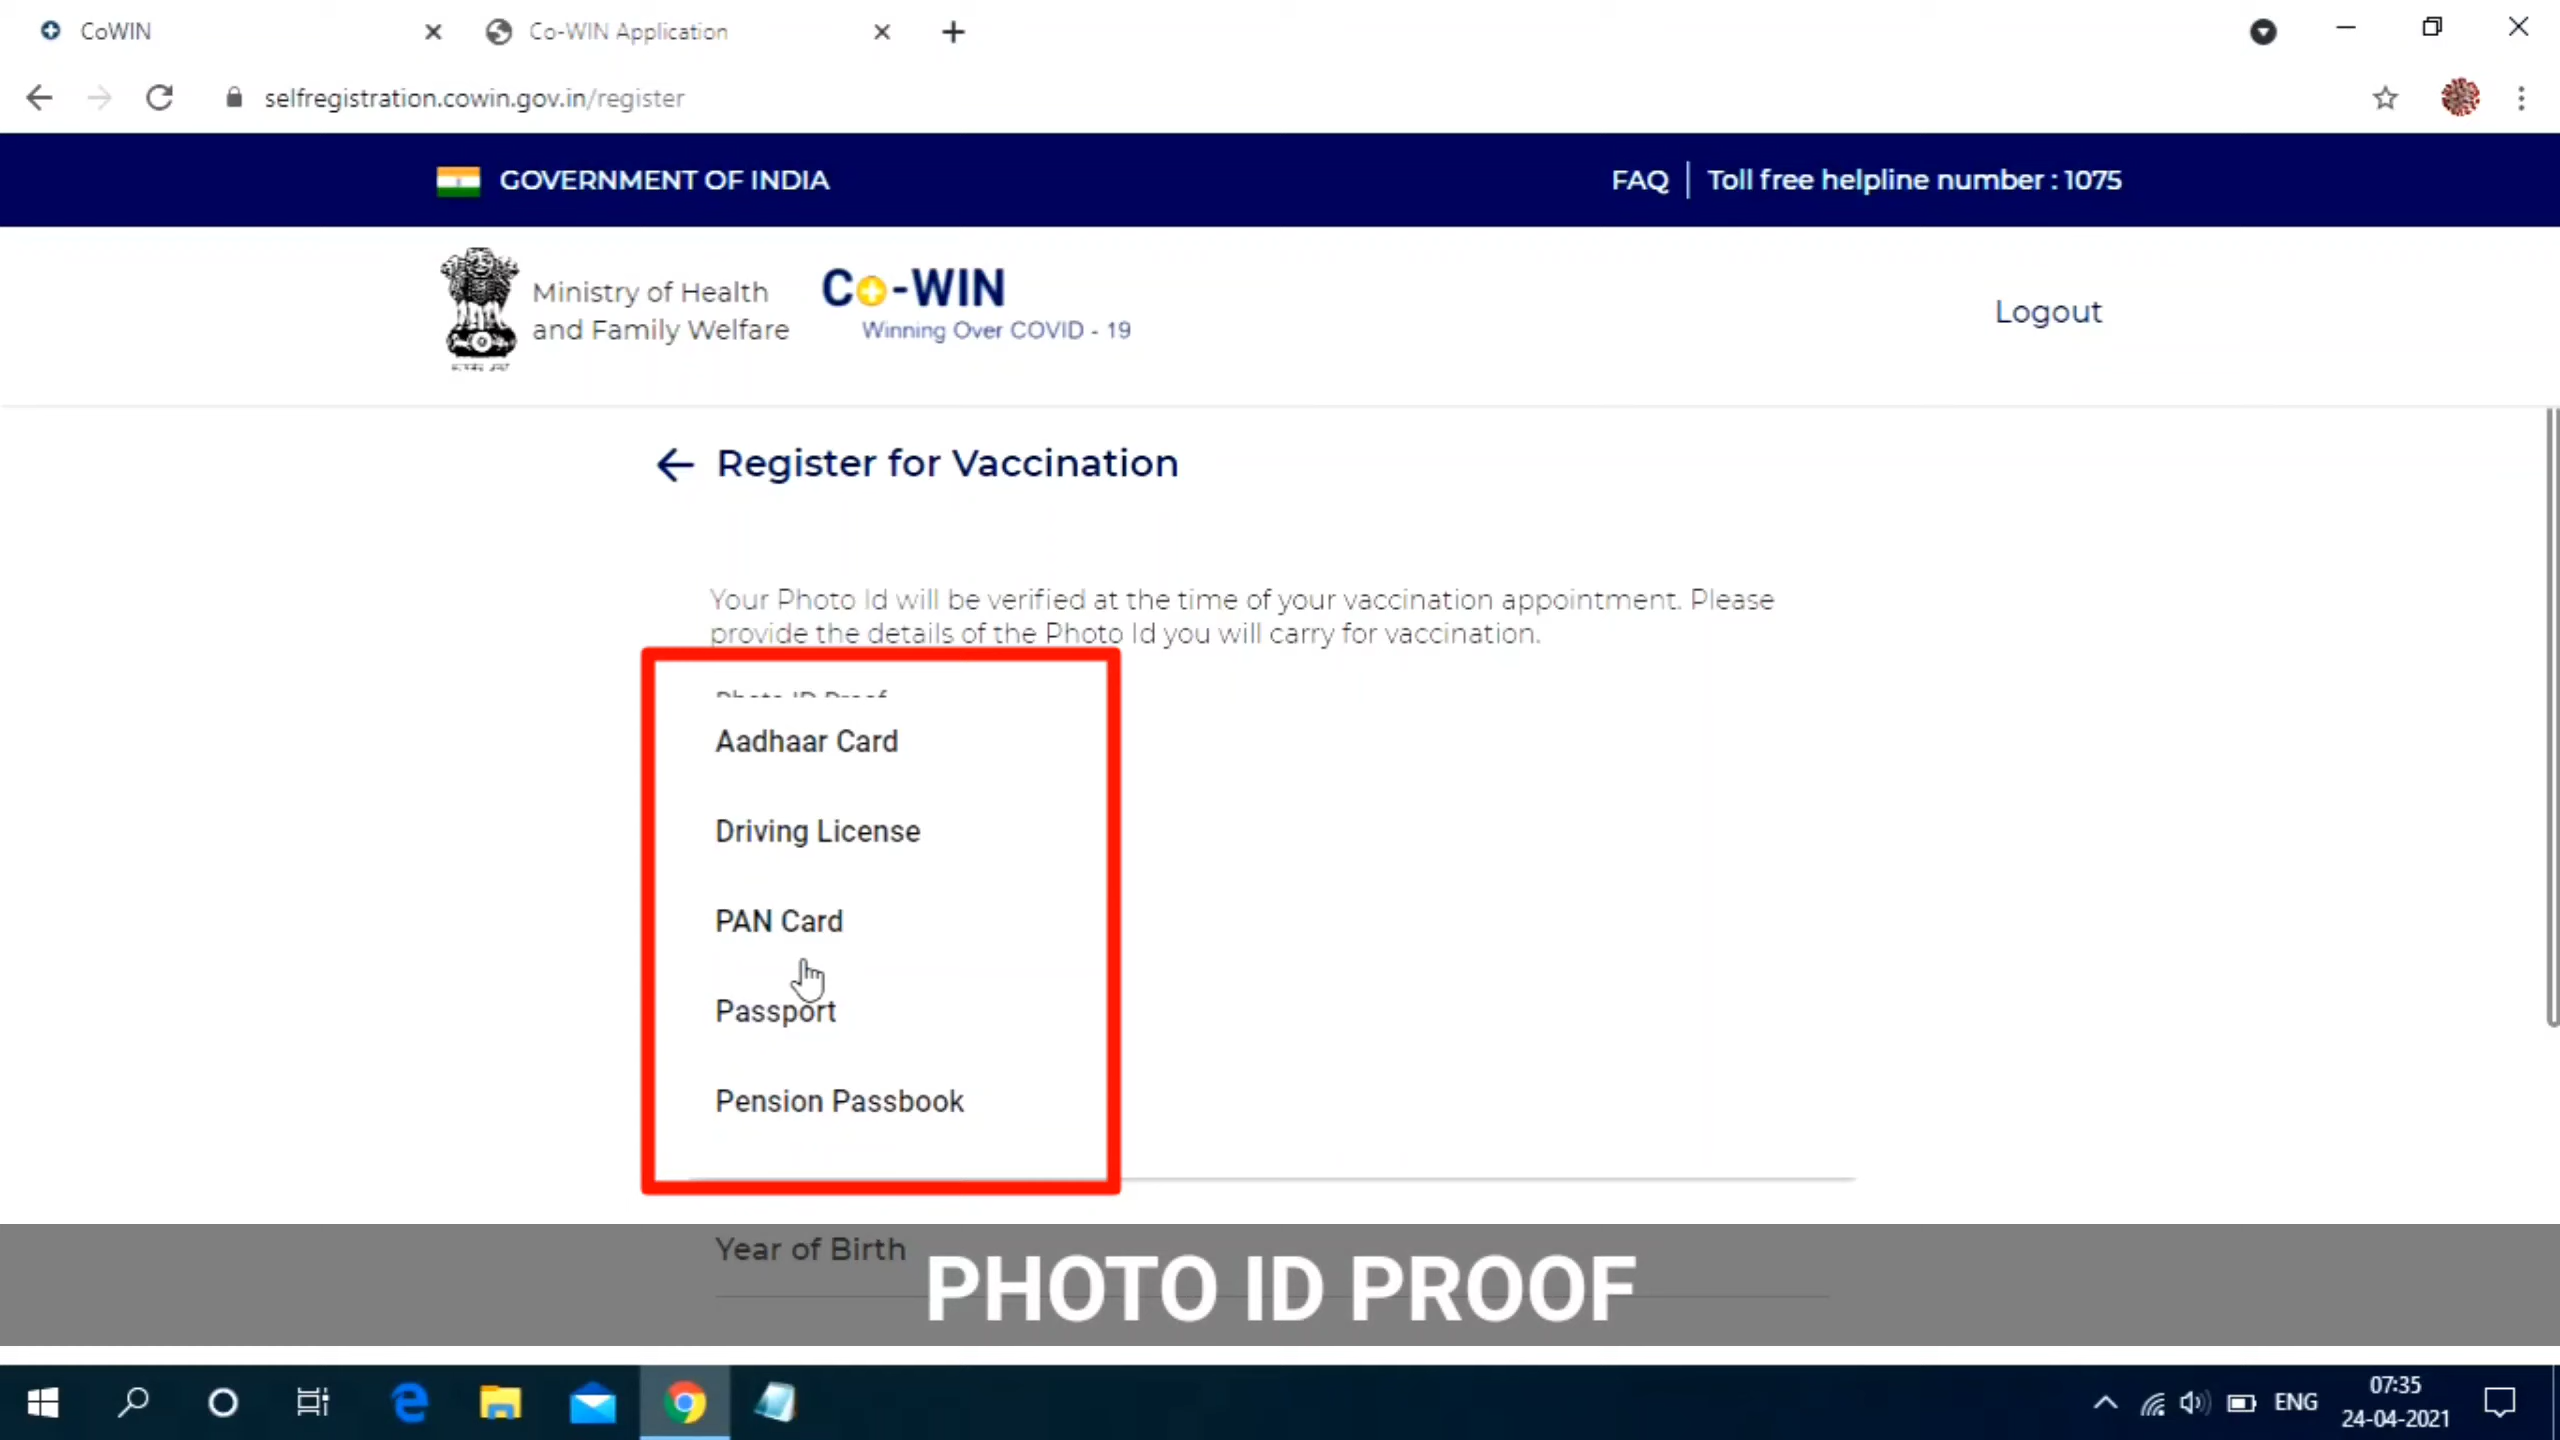 CoWIN
Co-WIN Application
selfregistration.cowin.gov.in/register
GOVERNMENT OF INDIA
FAQ
Toll free helpline number : 1075
Ministry of Health
and Family Welfare
Co-WIN
Winning Over COVID - 19
Logout
Register for Vaccination
Your Photo Id will be verified at the time of your vaccination appointment. Please
provide the details of the Photo Id you will carry for vaccination.
Photo ID Proof
Aadhaar Card
Driving License
PAN Card
Passport
Pension Passbook
Year of Birth
PHOTO ID PROOF
ENG
07:35
24-04-2021